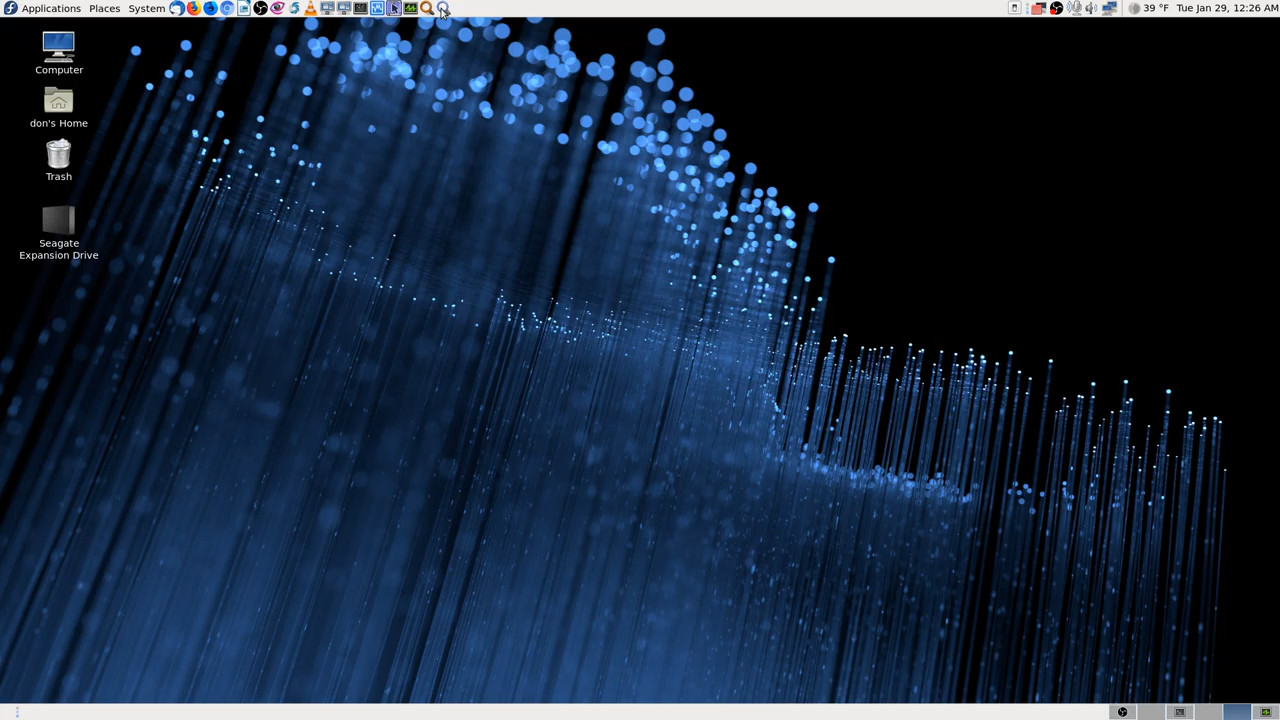 Applications Places System 39 °F Tue Jan 29, 12:26 AM
Computer
don's Home
Trash
Seagate
Expansion Drive